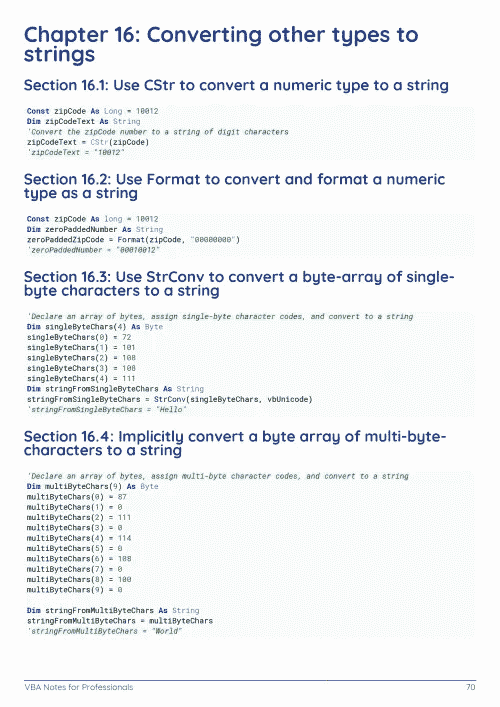 Chapter 16: Converting other types to
strings
Section 16.1: Use CStr to convert a numeric type to a string
Const zipCode As Long = 10012
Dim zipCodeText As String
'Convert the zipCode number to a string of digit characters
zipCodeText = CStr(zipCode)
'zipCodeText = "10012"
Section 16.2: Use Format to convert and format a numeric
type as a string
Const zipCode As long = 10012
Dim zeroPaddedNumber As String
zeroPaddedZipCode = Format(zipCode, "00000000")
'zeroPaddedNumber = "00010012"
Section 16.3: Use StrConv to convert a byte-array of single-
byte characters to a string
'Declare an array of bytes, assign single-byte character codes, and convert to a string
Dim singleByteChars(4) As Byte
singleByteChars(0) = 72
singleByteChars(1) = 101
singleByteChars(2) = 108
singleByteChars(3) = 108
singleByteChars(4) = 111
Dim stringFromSingleByteChars As String
stringFromSingleByteChars = StrConv(singleByteChars, vbUnicode)
'stringFromSingleByteChars = "Hello"
Section 16.4: Implicitly convert a byte array of multi-byte-
characters to a string
'Declare an array of bytes, assign multi-byte character codes, and convert to a string
Dim multiByteChars(9) As Byte
multiByteChars(0) = 87
multiByteChars(1) = 0
multiByteChars(2) = 111
multiByteChars(3) = 0
multiByteChars(4) = 114
multiByteChars(5) = 0
multiByteChars(6) = 108
multiByteChars(7) = 0
multiByteChars(8) = 100
multiByteChars(9) = 0
Dim stringFromMultiByteChars As String
stringFromMultiByteChars = multiByteChars
'stringFromMultiByteChars = "World"
VBA Notes for Professionals 70